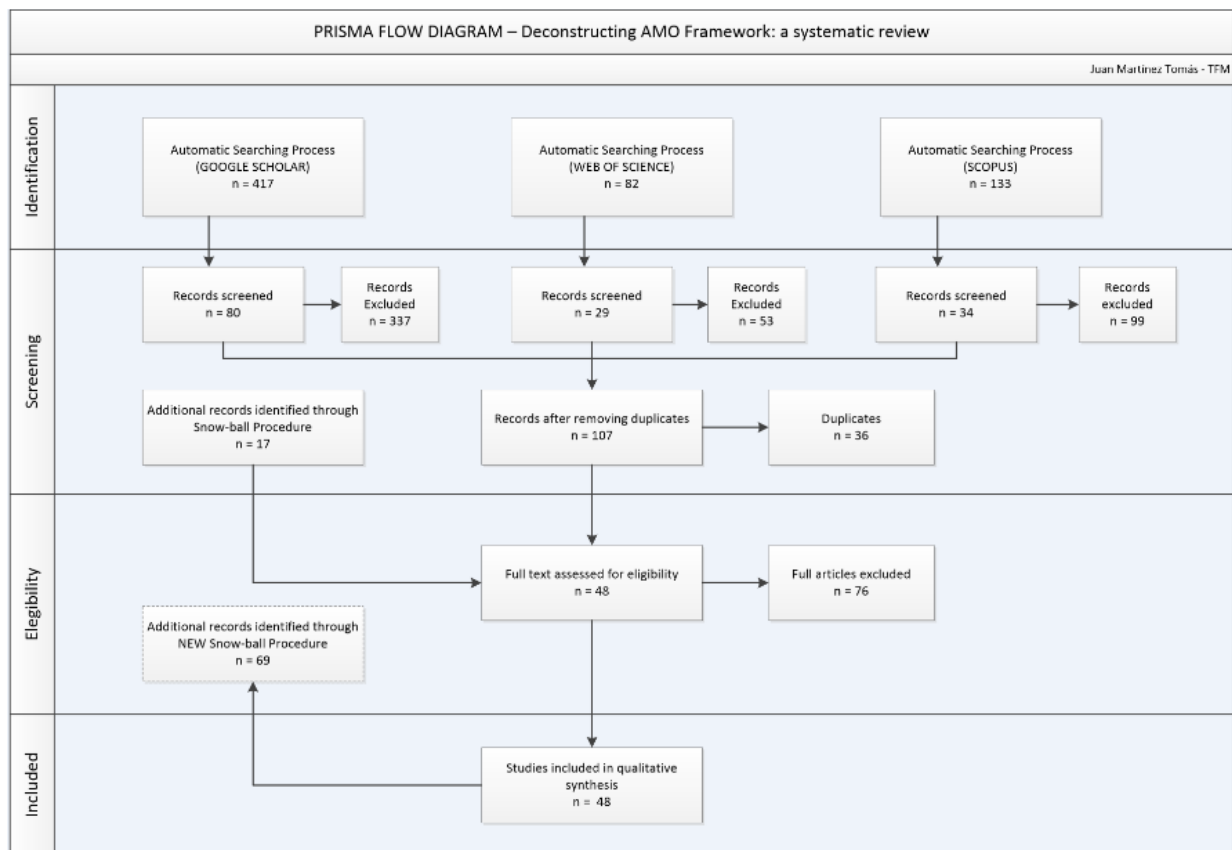 PRISMA FLOW DIAGRAM – Deconstructing AMO Framework: a systematic review
Juan Martínez Tomás - TFM
Identification
Automatic Searching Process
(GOOGLE SCHOLAR)
n = 417
Automatic Searching Process
(WEB OF SCIENCE)
n = 82
Automatic Searching Process
(SCOPUS)
n = 133
Screening
Records screened
n = 80
Records
Excluded
n = 337
Records screened
n = 29
Records
Excluded
n = 53
Records screened
n = 34
Records
excluded
n = 99
Additional records identified through
Snow-ball Procedure
n = 17
Records after removing duplicates
n = 107
Duplicates
n = 36
Elegibility
Full text assessed for eligibility
n = 48
Full articles excluded
n = 76
Additional records identified through
NEW Snow-ball Procedure
n = 69
Included
Studies included in qualitative
synthesis
n = 48